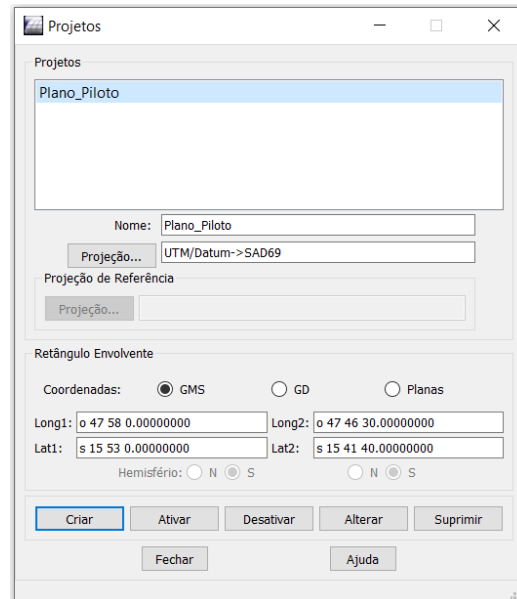 Projetos
Projetos
Plano_Piloto
Nome: Plano_Piloto
Projeção... UTM/Datum->SAD69
Projeção de Referência
Projeção...
Retângulo Envolvente
Coordenadas: GMS GD Planas
Long1: o 47 58 0.00000000 Long2: o 47 46 30.00000000
Lat1: s 15 53 0.00000000 Lat2: s 15 41 40.00000000
Hemisfério: N S N S
Criar Ativar Desativar Alterar Suprimir
Fechar Ajuda